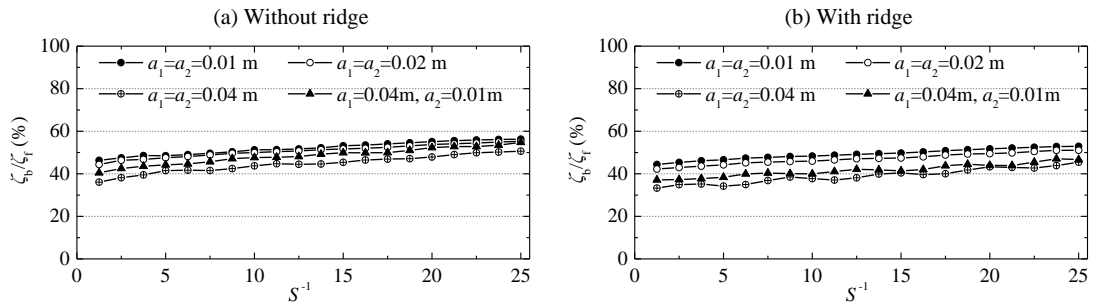 (a) Without ridge
ζb/ζf (%)
100
80
60
40
20
0
a1=a2=0.01 m
a1=a2=0.02 m
a1=a2=0.04 m
a1=0.04m, a2=0.01m
0 5 10 15 20 25
S-1
(b) With ridge
ζb/ζf (%)
100
80
60
40
20
0
a1=a2=0.01 m
a1=a2=0.02 m
a1=a2=0.04 m
a1=0.04m, a2=0.01m
0 5 10 15 20 25
S-1